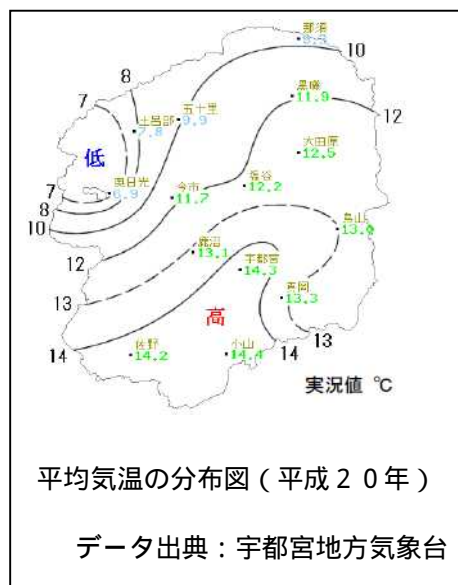 那須
10
8
黒磯
7
11.9
五十里
土呂部
9.9
12
7.8
大田原
低
12.5
塩谷
奥日光
12.2
今市
6.9
11.7
7
8
烏山
10
鹿沼
13.1
宇都宮
12
14.3
真岡
13.3
13
高
13
佐野
小山
14
14
14.2
14.4
実況値 ℃
平均気温の分布図(平成20年)
データ出典:宇都宮地方気象台